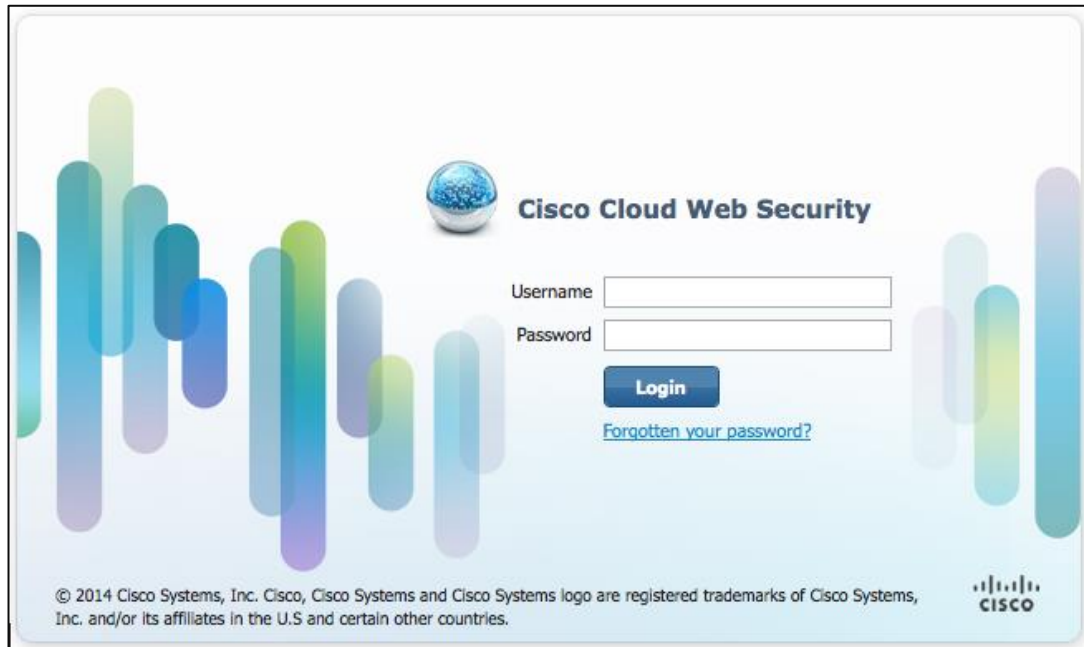 Cisco Cloud Web Security
Username
Password
Login
Forgotten your password?
© 2014 Cisco Systems, Inc. Cisco, Cisco Systems and Cisco Systems logo are registered trademarks of Cisco Systems,
Inc. and/or its affiliates in the U.S and certain other countries.
CISCO